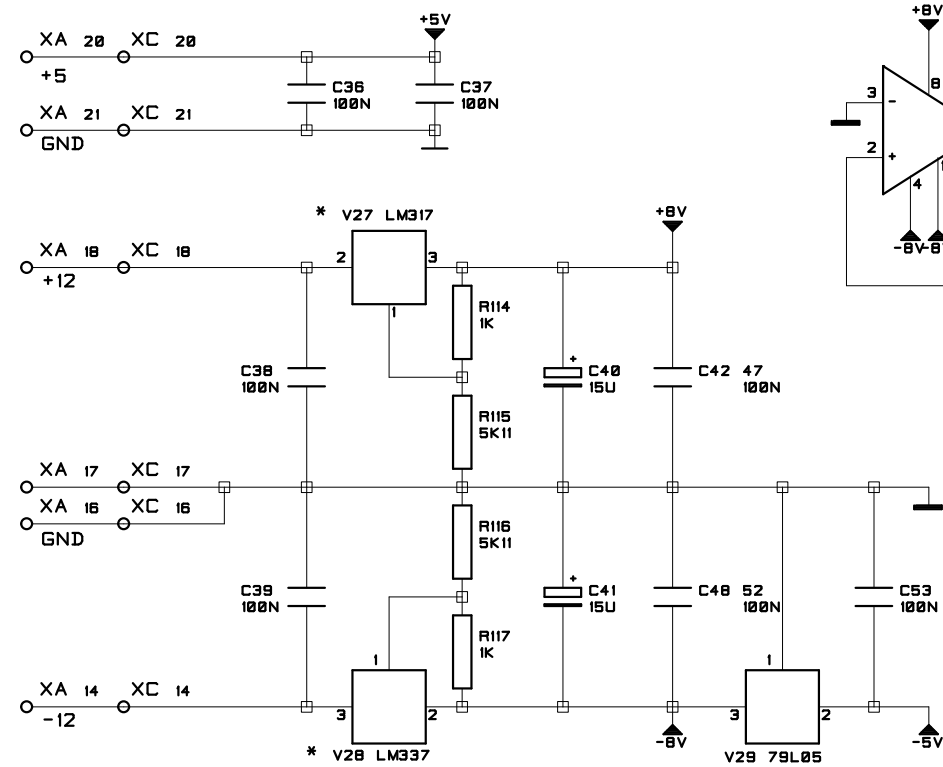 +5V
+8V
XA 20 XC 20
+5
C36
100N
C37
100N
XA 21 XC 21
GND
3
-
8
2
+
4
1
-8V
-8V
* V27 LM317
+8V
XA 18 XC 18
+12
2
3
1
R114
1K
C38
100N
+
C40
15U
C42 47
100N
R115
5K11
XA 17 XC 17
XA 16 XC 16
GND
R116
5K11
C39
100N
+
C41
15U
C48 52
100N
C53
100N
R117
1K
1
1
XA 14 XC 14
-12
3
2
3
2
-8V
-5V
* V28 LM337
V29 79L05